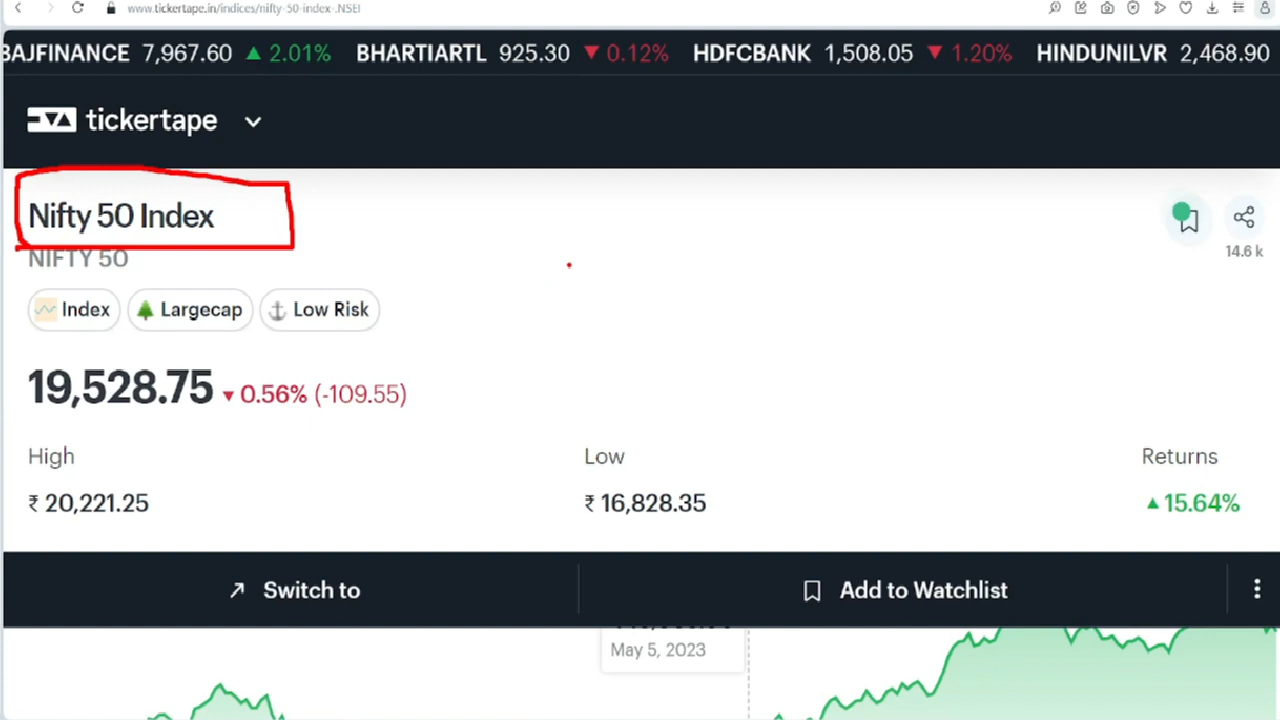 www.tickertape.in/indices/nifty-50-index-.NSEI
BAJFINANCE 7,967.60 ▲ 2.01% BHARTIARTL 925.30 ▼ 0.12% HDFCBANK 1,508.05 ▼ 1.20% HINDUNILVR 2,468.90
tickertape
Nifty 50 Index
NIFTY 50
14.6 k
Index Largecap Low Risk
19,528.75 ▼ 0.56% (-109.55)
High Low Returns
₹ 20,221.25 ₹ 16,828.35 ▲ 15.64%
Switch to Add to Watchlist
May 5, 2023